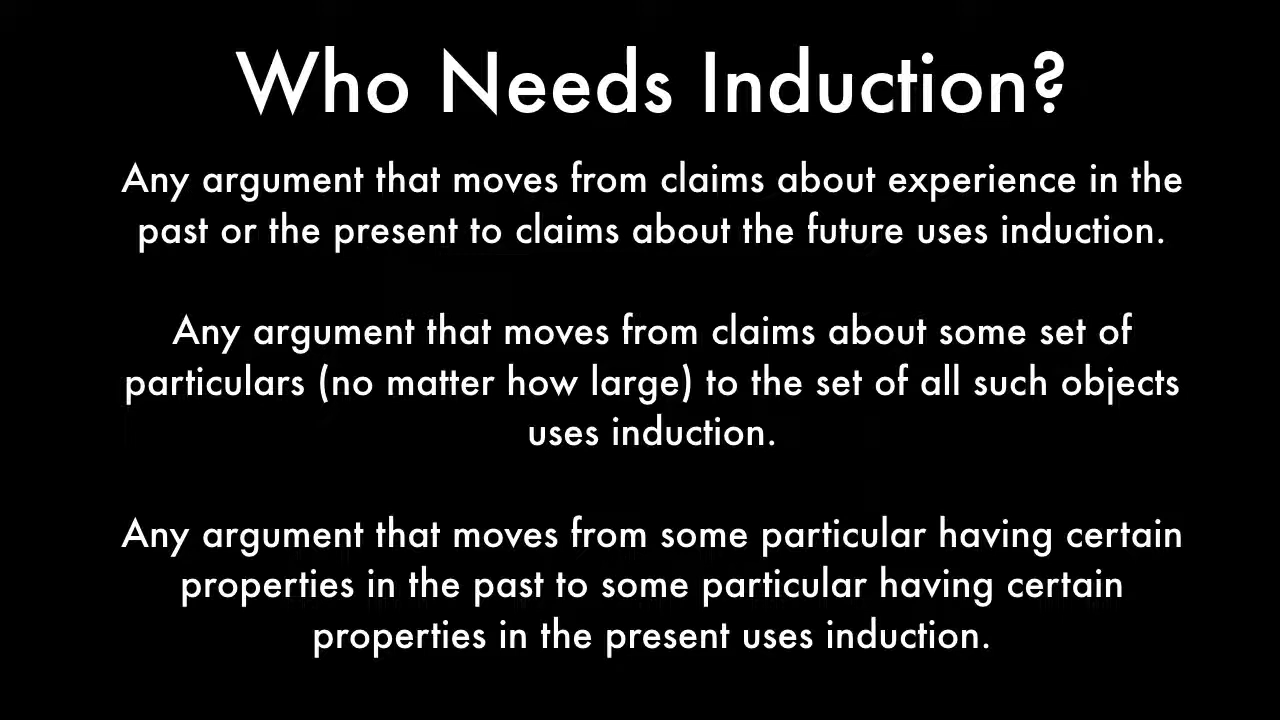 Who Needs Induction?
Any argument that moves from claims about experience in the
past or the present to claims about the future uses induction.
Any argument that moves from claims about some set of
particulars (no matter how large) to the set of all such objects
uses induction.
Any argument that moves from some particular having certain
properties in the past to some particular having certain
properties in the present uses induction.